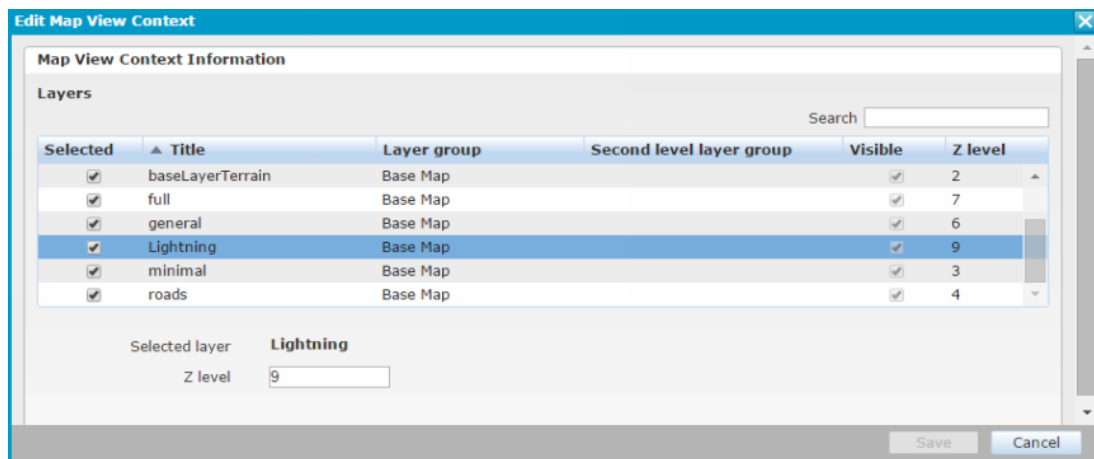 Edit Map View Context
Map View Context Information
Layers
Search
Selected Title Layer group Second level layer group Visible Z level
baseLayerTerrain Base Map 2
full Base Map 7
general Base Map 6
Lightning Base Map 9
minimal Base Map 3
roads Base Map 4
Selected layer Lightning
Z level 9
Save Cancel